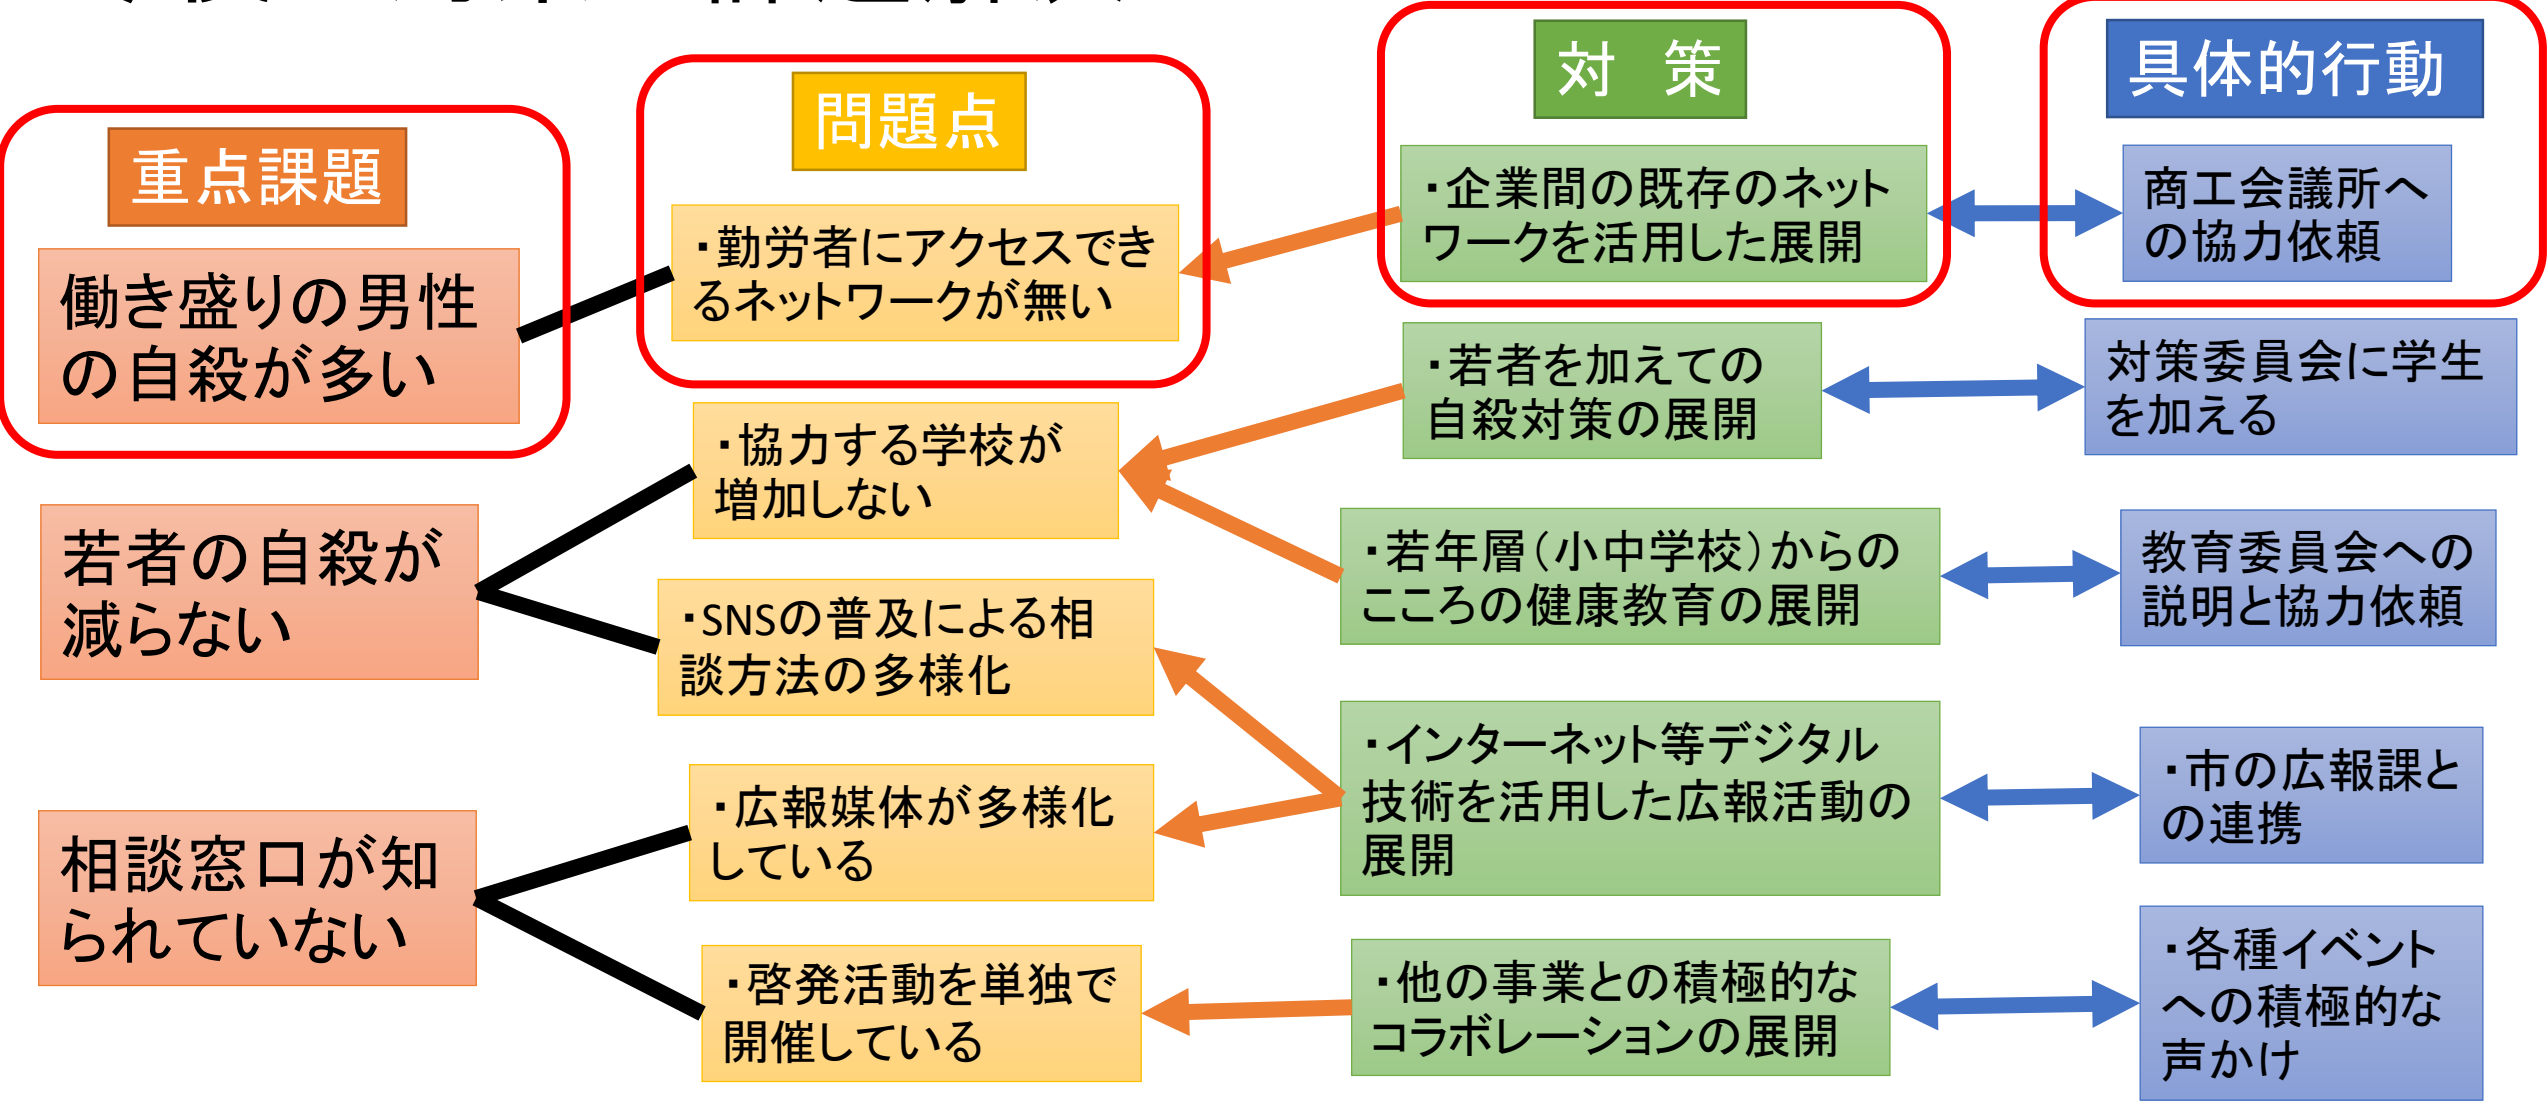 重点課題
働き盛りの男性
の自殺が多い
若者の自殺が
減らない
相談窓口が知
られていない
問題点
・勤労者にアクセスでき
るネットワークが無い
・協力する学校が
増加しない
・SNSの普及による相
談方法の多様化
・広報媒体が多様化
している
・啓発活動を単独で
開催している
対　策
・企業間の既存のネット
ワークを活用した展開
・若者を加えての
自殺対策の展開
・若年層（小中学校）からの
こころの健康教育の展開
・インターネット等デジタル
技術を活用した広報活動の
展開
・他の事業との積極的な
コラボレーションの展開
具体的行動
商工会議所へ
の協力依頼
対策委員会に学生
を加える
教育委員会への
説明と協力依頼
・市の広報課と
の連携
・各種イベント
への積極的な
声かけ